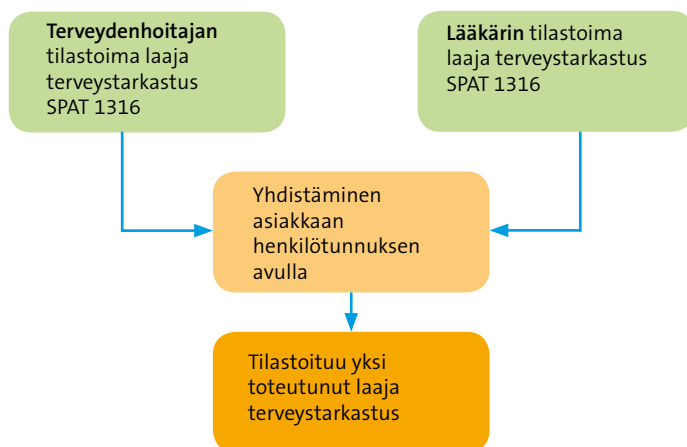 Terveydenhoitajan
tilastoima laaja
terveystarkastus
SPAT 1316
Lääkärin tilastoima
laaja terveystarkastus
SPAT 1316
Yhdistäminen
asiakkaan
henkilötunnuksen
avulla
Tilastoituu yksi
toteutunut laaja
terveystarkastus